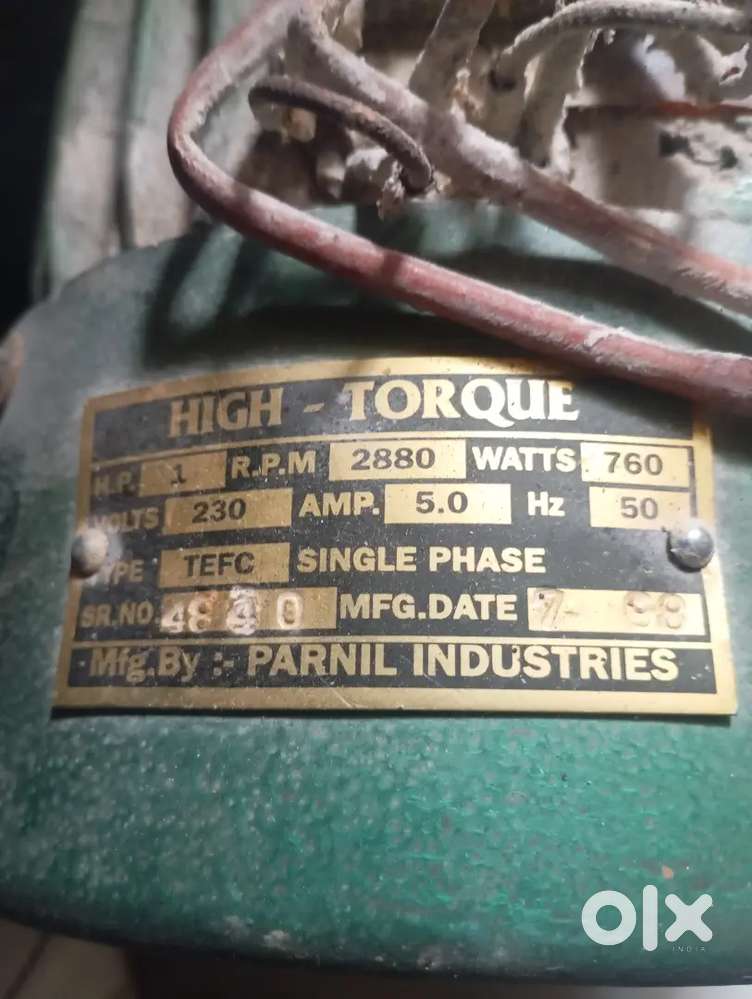 HIGH - TORQUE
H.P. 1 R.P.M 2880 WATTS 760
VOLTS 230 AMP. 5.0 Hz 50
TYPE TEFC SINGLE PHASE
SR.NO. MFG.DATE
Mfg.By :- PARNIL INDUSTRIES
olx
INDIA